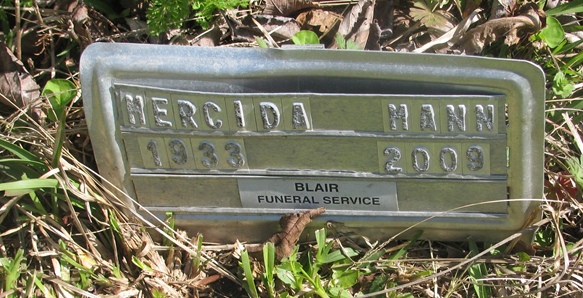 MERCIDA MANN
1933 2009
BLAIR
FUNERAL SERVICE